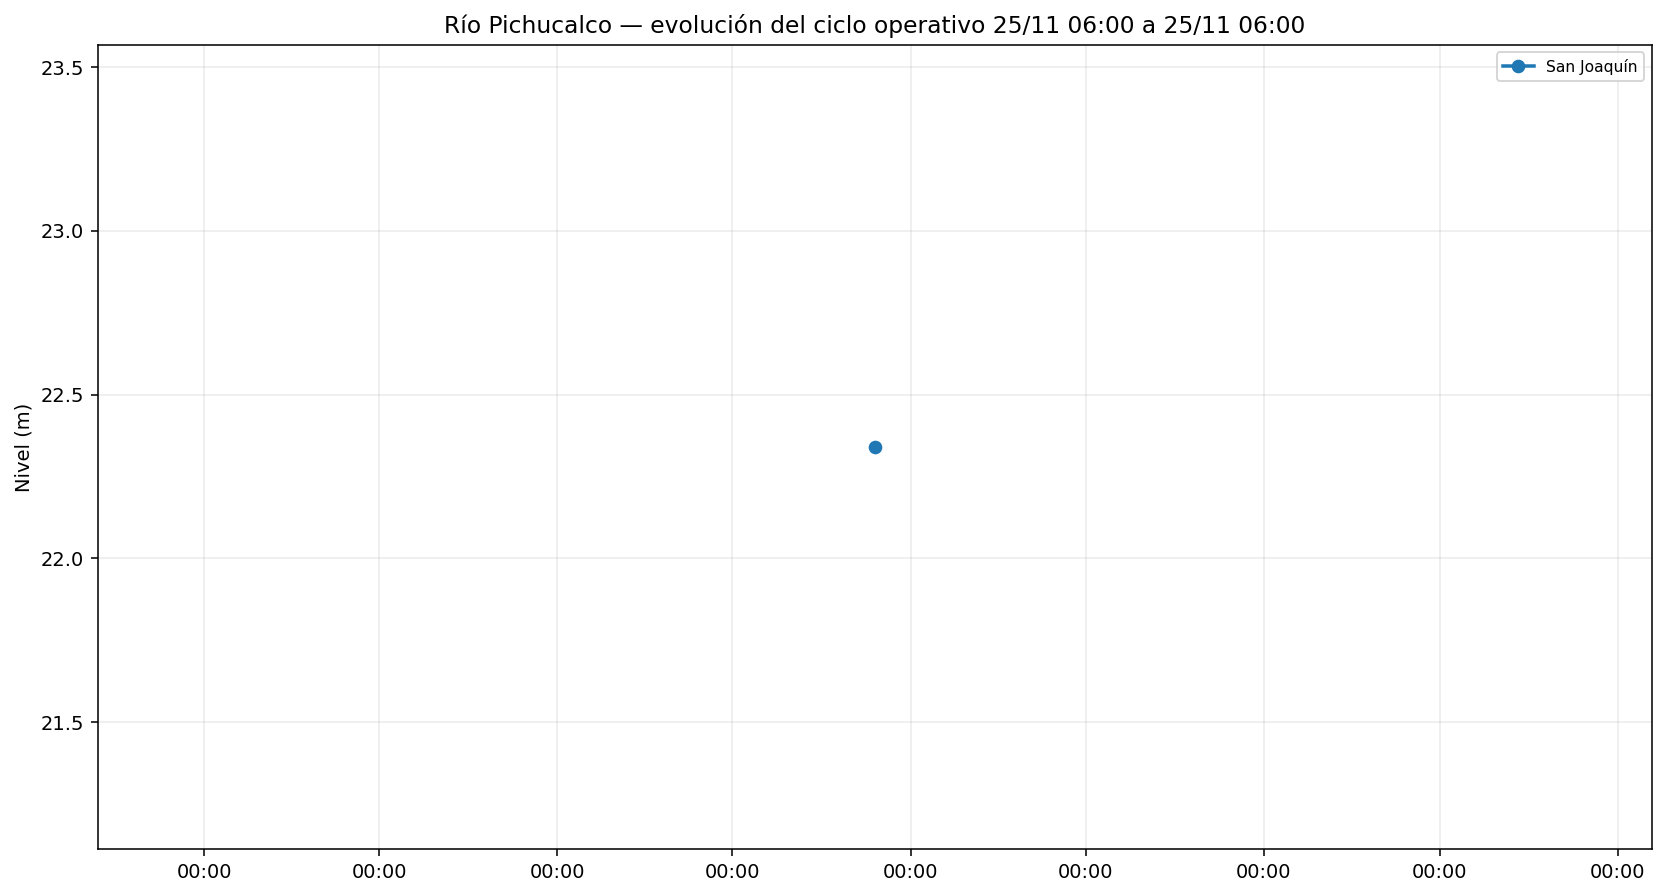 Río Pichucalco — evolución del ciclo operativo 25/11 06:00 a 25/11 06:00
San Joaquín
Nivel (m)
23.5
23.0
22.5
22.0
21.5
00:00 00:00 00:00 00:00 00:00 00:00 00:00 00:00 00:00